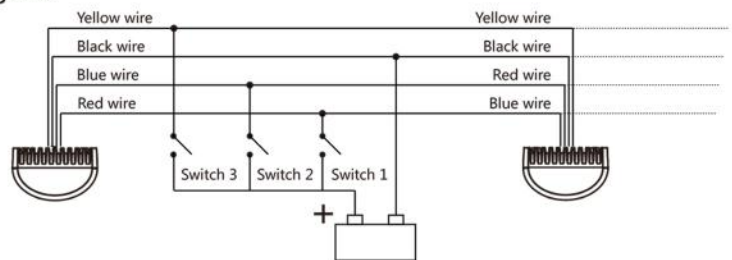 Yellow wire Yellow wire
Black wire Black wire
Blue wire Red wire
Red wire Blue wire
Switch 3 Switch 2 Switch 1
+